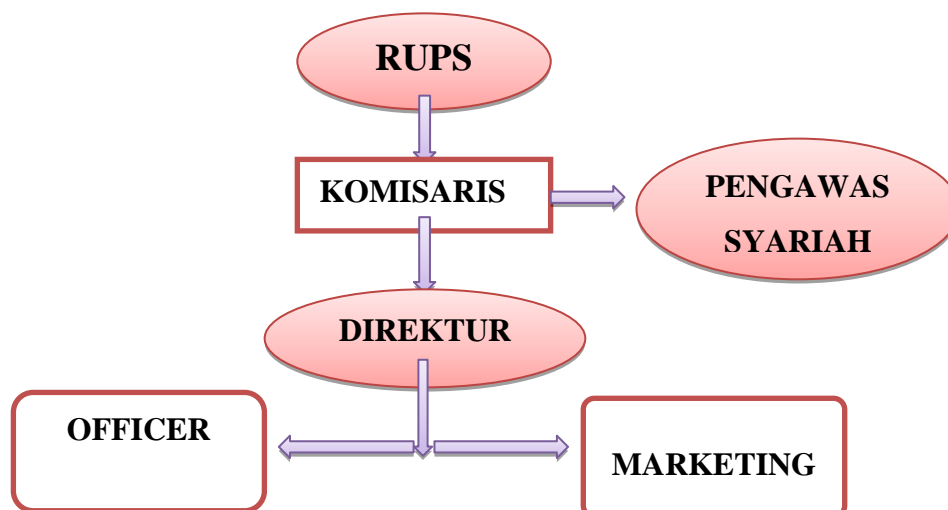 RUPS
KOMISARIS
PENGAWAS
SYARIAH
DIREKTUR
OFFICER
MARKETING